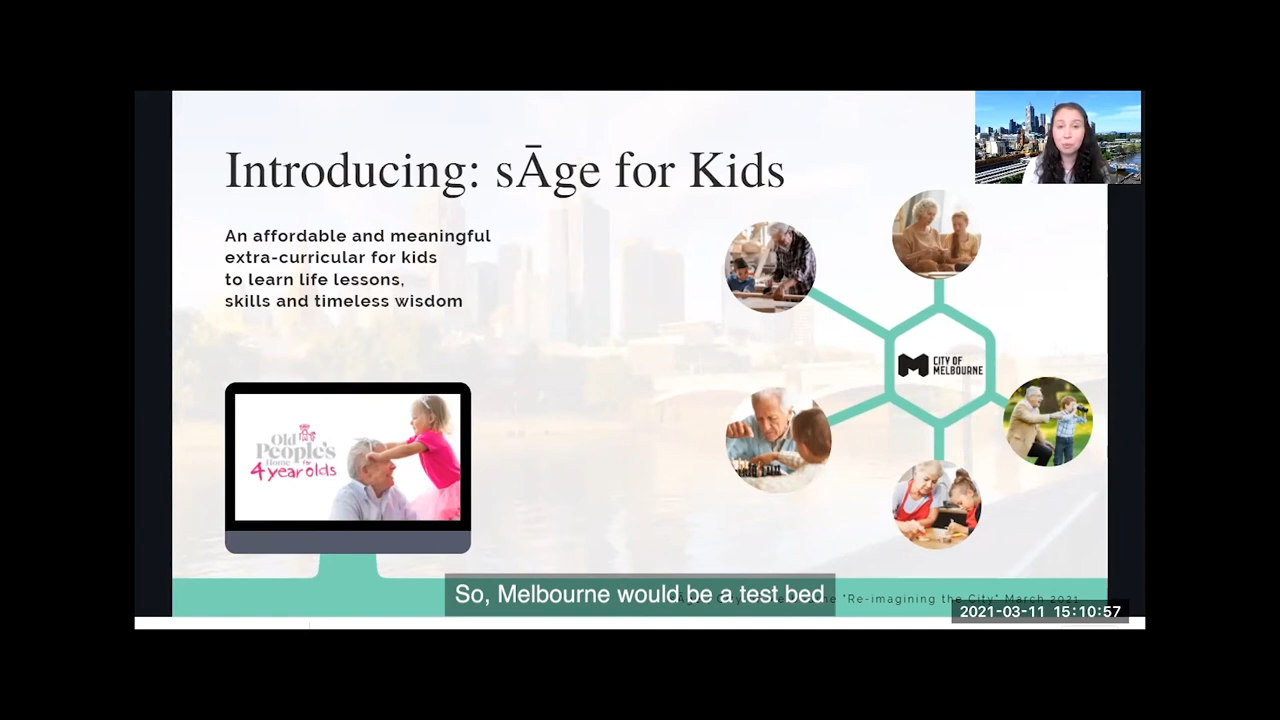 Introducing: sĀge for Kids
An affordable and meaningful
extra-curricular for kids
to learn life lessons,
skills and timeless wisdom
CITY OF
MELBOURNE
Old
People's
Home for
4 year olds
So, Melbourne would be a test bed
"Re-imagining the City" March 2021
2021-03-11 15:10:57